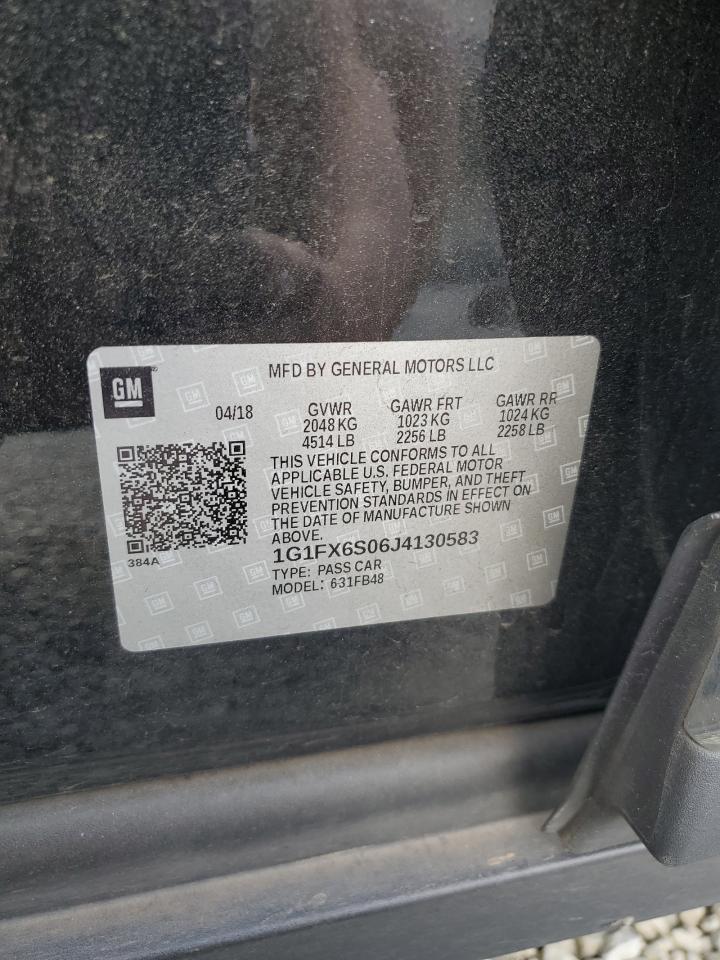 GM
MFD BY GENERAL MOTORS LLC
04/18 GVWR GAWR FRT GAWR RR
2048 KG 1023 KG 1024 KG
4514 LB 2256 LB 2258 LB
THIS VEHICLE CONFORMS TO ALL
APPLICABLE U.S. FEDERAL MOTOR
VEHICLE SAFETY, BUMPER, AND THEFT
PREVENTION STANDARDS IN EFFECT ON
THE DATE OF MANUFACTURE SHOWN
ABOVE.
384A
1G1FX6S06J4130583
TYPE: PASS CAR
MODEL: 631FB48